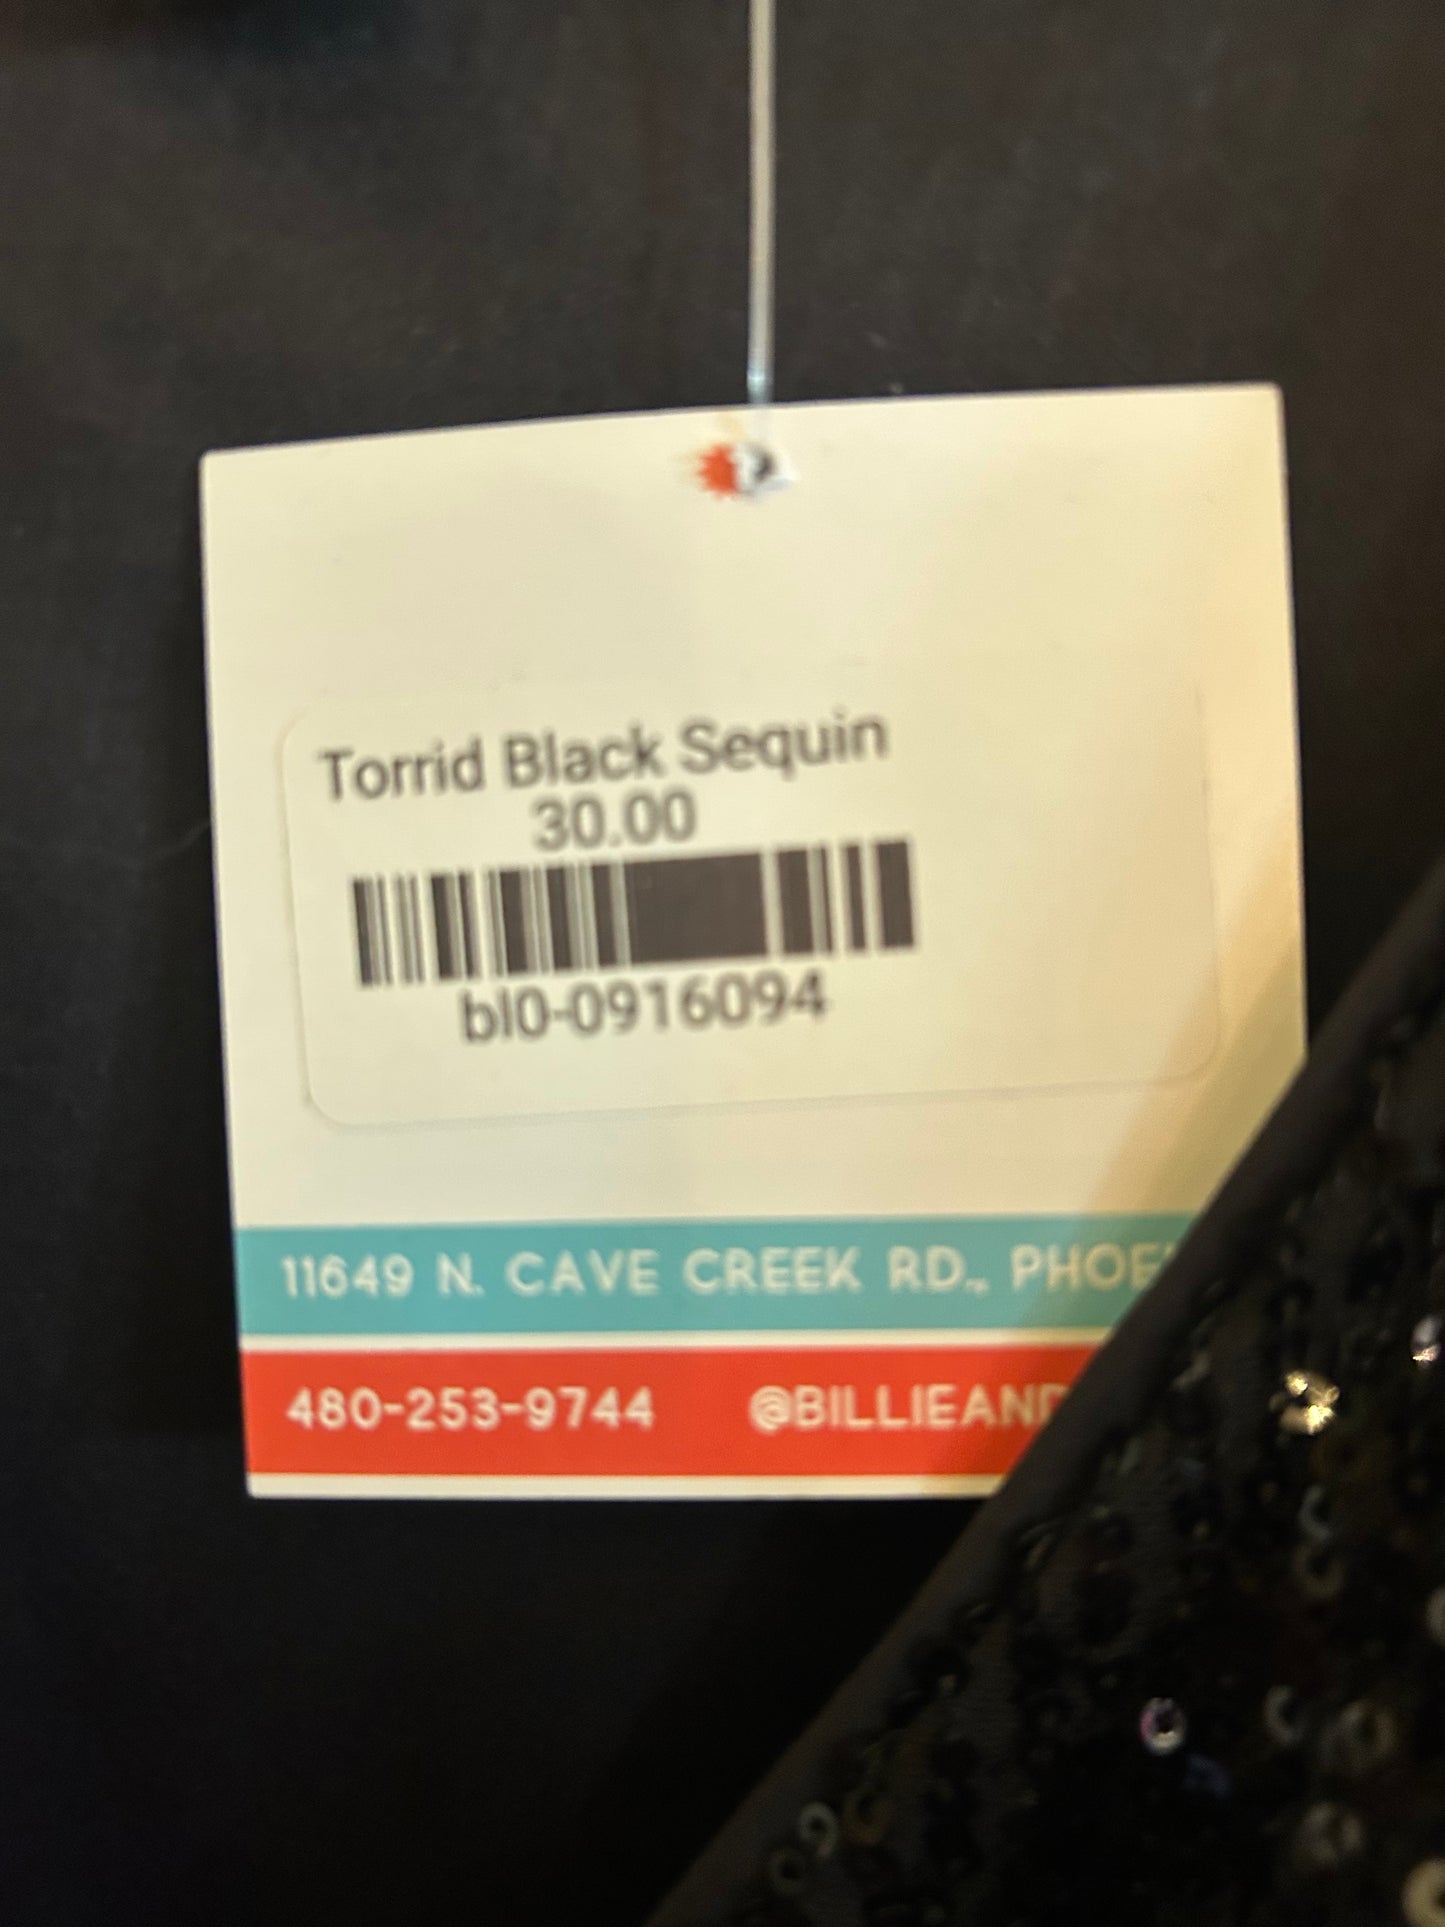 Torrid Black Sequin
30.00
bl0-0916094
11649 N. CAVE CREEK RD., PHOE
480-253-9744 @BILLIEAND